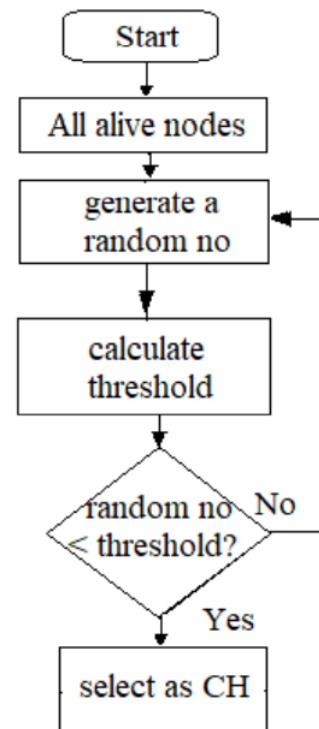 Start
All alive nodes
generate a
random no
calculate
threshold
random no
< threshold?
No
Yes
select as CH